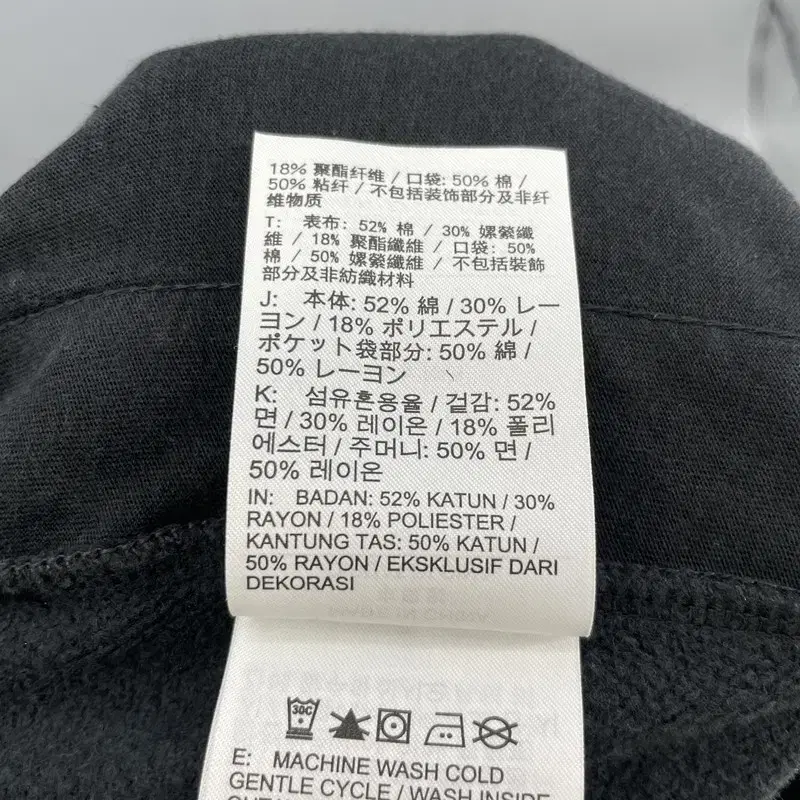 18% 聚酯纤维 / 口袋: 50% 棉 /
50% 粘纤 / 不包括装饰部分及非纤
维物质
T: 表布: 52% 棉 / 30% 嫘縈纖
維 / 18% 聚酯纖維 / 口袋: 50%
棉 / 50% 嫘縈纖維 / 不包括裝飾
部分及非紡織材料
J: 本体: 52% 綿 / 30% レー
ヨン / 18% ポリエステル /
ポケット袋部分: 50% 綿 /
50% レーヨン
K: 섬유혼용율 / 겉감: 52%
면 / 30% 레이온 / 18% 폴리
에스터 / 주머니: 50% 면 /
50% 레이온
IN: BADAN: 52% KATUN / 30%
RAYON / 18% POLIESTER /
KANTUNG TAS: 50% KATUN /
50% RAYON / EKSKLUSIF DARI
DEKORASI
30C
E: MACHINE WASH COLD
GENTLE CYCLE / WASH INSIDE